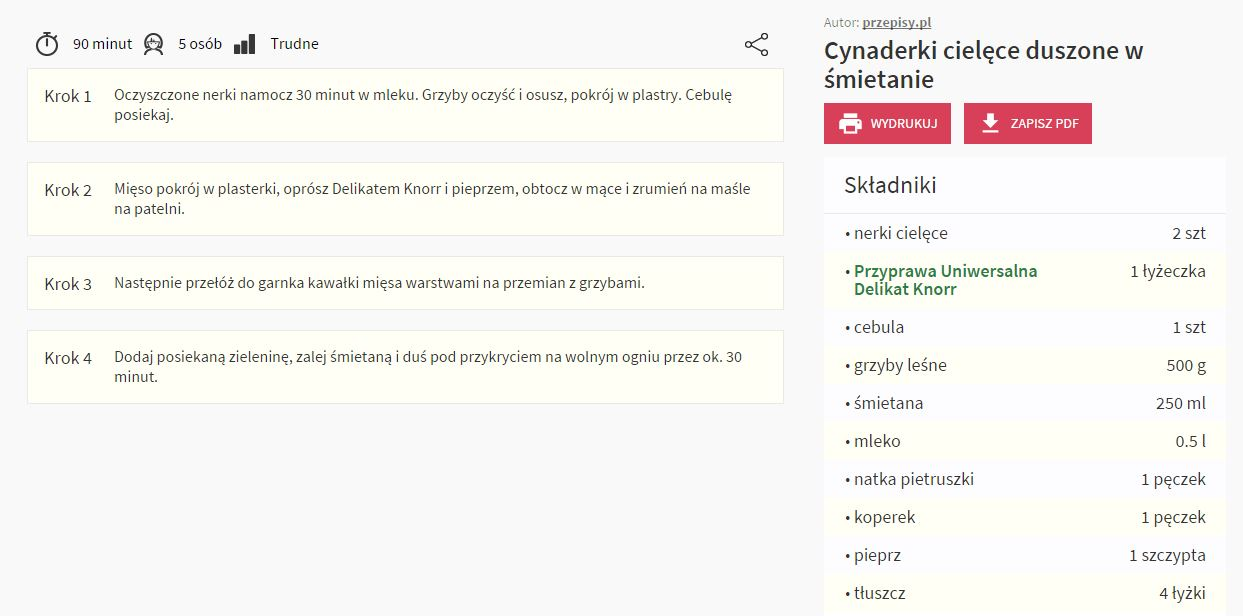 90 minut
5 osób
Trudne
Krok 1
Oczyszczone nerki namocz 30 minut w mleku. Grzyby oczyść i osusz, pokrój w plastry. Cebulę
posiekaj.
Krok 2
Mięso pokrój w plasterki, oprósz Delikatem Knorr i pieprzem, obtocz w mące i zrumień na maśle
na patelni.
Krok 3
Następnie przełóż do garnka kawałki mięsa warstwami na przemian z grzybami.
Krok 4
Dodaj posiekaną zieleninę, zalej śmietaną i duś pod przykryciem na wolnym ogniu przez ok. 30
minut.
Autor: przepisy.pl
Cynaderki cielęce duszone w
śmietanie
WYDRUKUJ
ZAPISZ PDF
Składniki
• nerki cielęce 2 szt
• Przyprawa Uniwersalna 1 łyżeczka
Delikat Knorr
• cebula 1 szt
• grzyby leśne 500 g
• śmietana 250 ml
• mleko 0.5 l
• natka pietruszki 1 pęczek
• koperek 1 pęczek
• pieprz 1 szczypta
• tłuszcz 4 łyżki